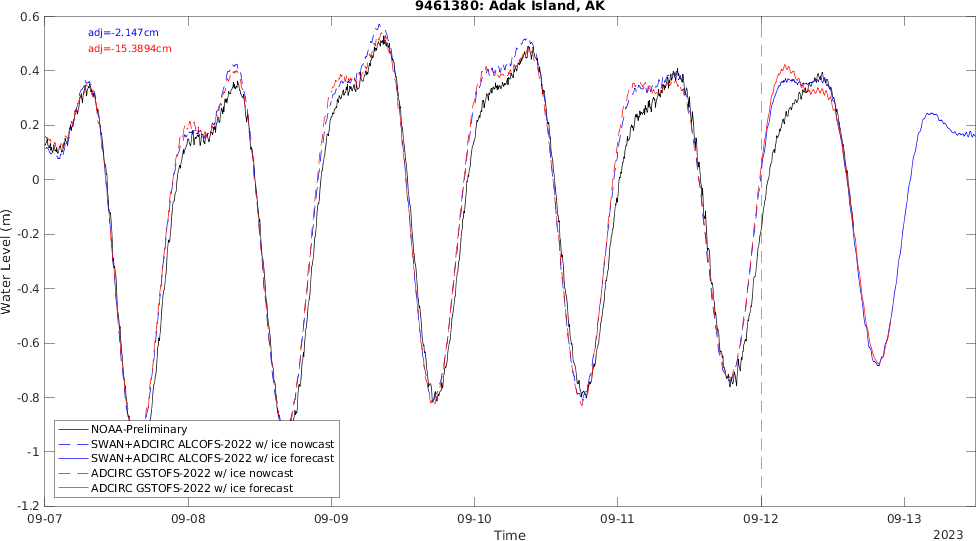 9461380: Adak Island, AK
adj=-2.147cm
adj=-15.3894cm
0.6
0.4
0.2
0
-0.2
-0.4
-0.6
-0.8
-1
-1.2
Water Level (m)
NOAA-Preliminary
SWAN+ADCIRC ALCOFS-2022 w/ ice nowcast
SWAN+ADCIRC ALCOFS-2022 w/ ice forecast
ADCIRC GSTOFS-2022 w/ ice nowcast
ADCIRC GSTOFS-2022 w/ ice forecast
09-07 09-08 09-09 09-10 09-11 09-12 09-13
Time
2023